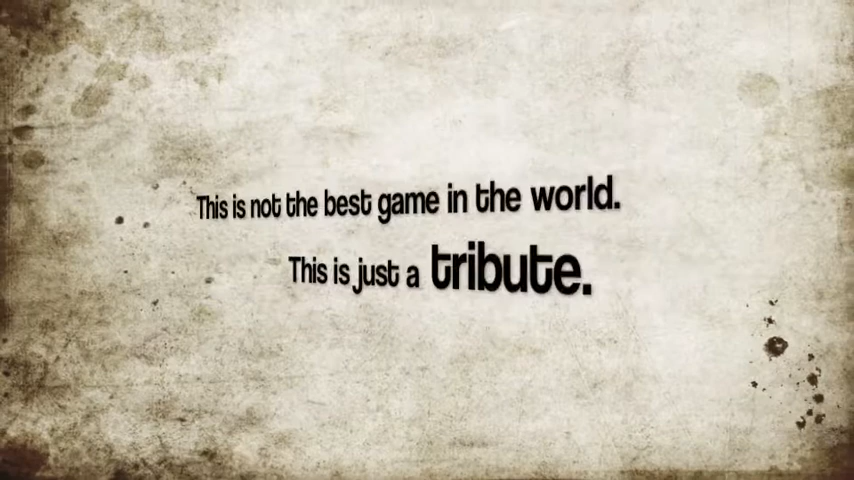 This is not the best game in the world.
This is just a tribute.